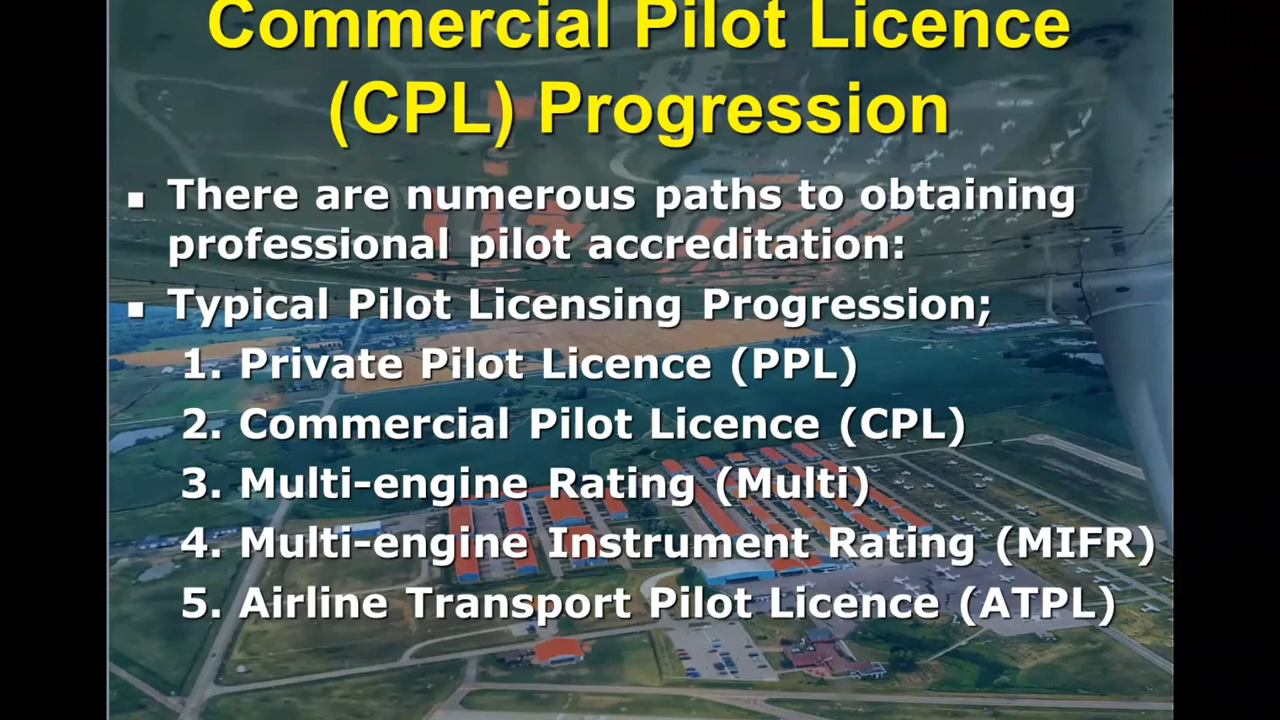 Commercial Pilot Licence
(CPL) Progression
▪ There are numerous paths to obtaining
professional pilot accreditation:
▪ Typical Pilot Licensing Progression;
1. Private Pilot Licence (PPL)
2. Commercial Pilot Licence (CPL)
3. Multi-engine Rating (Multi)
4. Multi-engine Instrument Rating (MIFR)
5. Airline Transport Pilot Licence (ATPL)